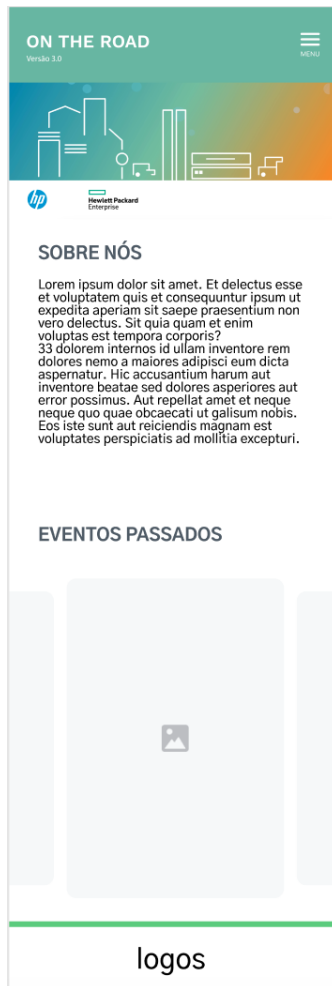 ON THE ROAD
Versão 3.0
MENU
hp
Hewlett Packard
Enterprise
SOBRE NÓS
Lorem ipsum dolor sit amet. Et delectus esse
et voluptatem quis et consequuntur ipsum ut
expedita aperiam sit saepe praesentium non
vero delectus. Sit quia quam et enim
voluptas est tempora corporis?
33 dolorem internos id ullam inventore rem
dolores nemo a maiores adipisci eum dicta
aspernatur. Hic accusantium harum aut
inventore beatae sed dolores asperiores aut
error possimus. Aut repellat amet et neque
neque quo quae obcaecati ut galisum nobis.
Eos iste sunt aut reiciendis magnam est
voluptates perspiciatis ad mollitia excepturi.
EVENTOS PASSADOS
logos